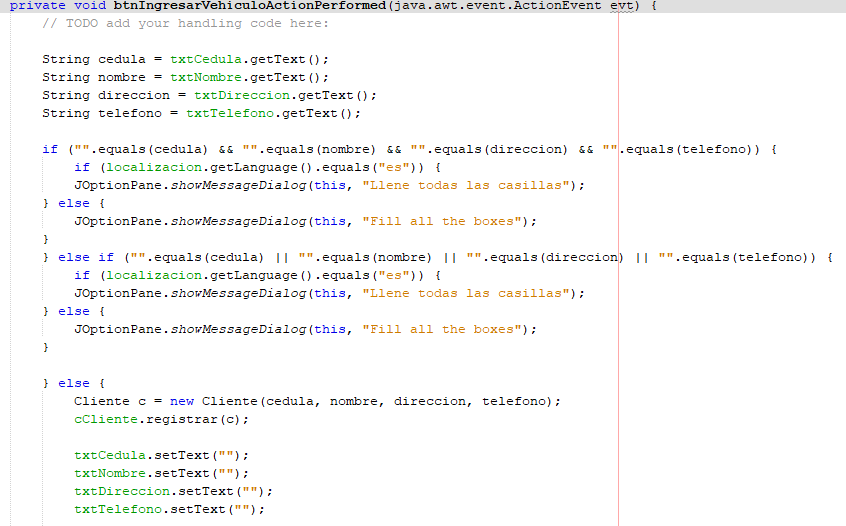 private void btnIngresarVehiculoActionPerformed(java.awt.event.ActionEvent evt) {
    // TODO add your handling code here:

    String cedula = txtCedula.getText();
    String nombre = txtNombre.getText();
    String direccion = txtDireccion.getText();
    String telefono = txtTelefono.getText();

    if ("".equals(cedula) && "".equals(nombre) && "".equals(direccion) && "".equals(telefono)) {
        if (localizacion.getLanguage().equals("es")) {
        JOptionPane.showMessageDialog(this, "Llene todas las casillas");
    } else {
        JOptionPane.showMessageDialog(this, "Fill all the boxes");
    }
    } else if ("".equals(cedula) || "".equals(nombre) || "".equals(direccion) || "".equals(telefono)) {
        if (localizacion.getLanguage().equals("es")) {
        JOptionPane.showMessageDialog(this, "Llene todas las casillas");
    } else {
        JOptionPane.showMessageDialog(this, "Fill all the boxes");
    }

    } else {
        Cliente c = new Cliente(cedula, nombre, direccion, telefono);
        cCliente.registrar(c);

        txtCedula.setText("");
        txtNombre.setText("");
        txtDireccion.setText("");
        txtTelefono.setText("");